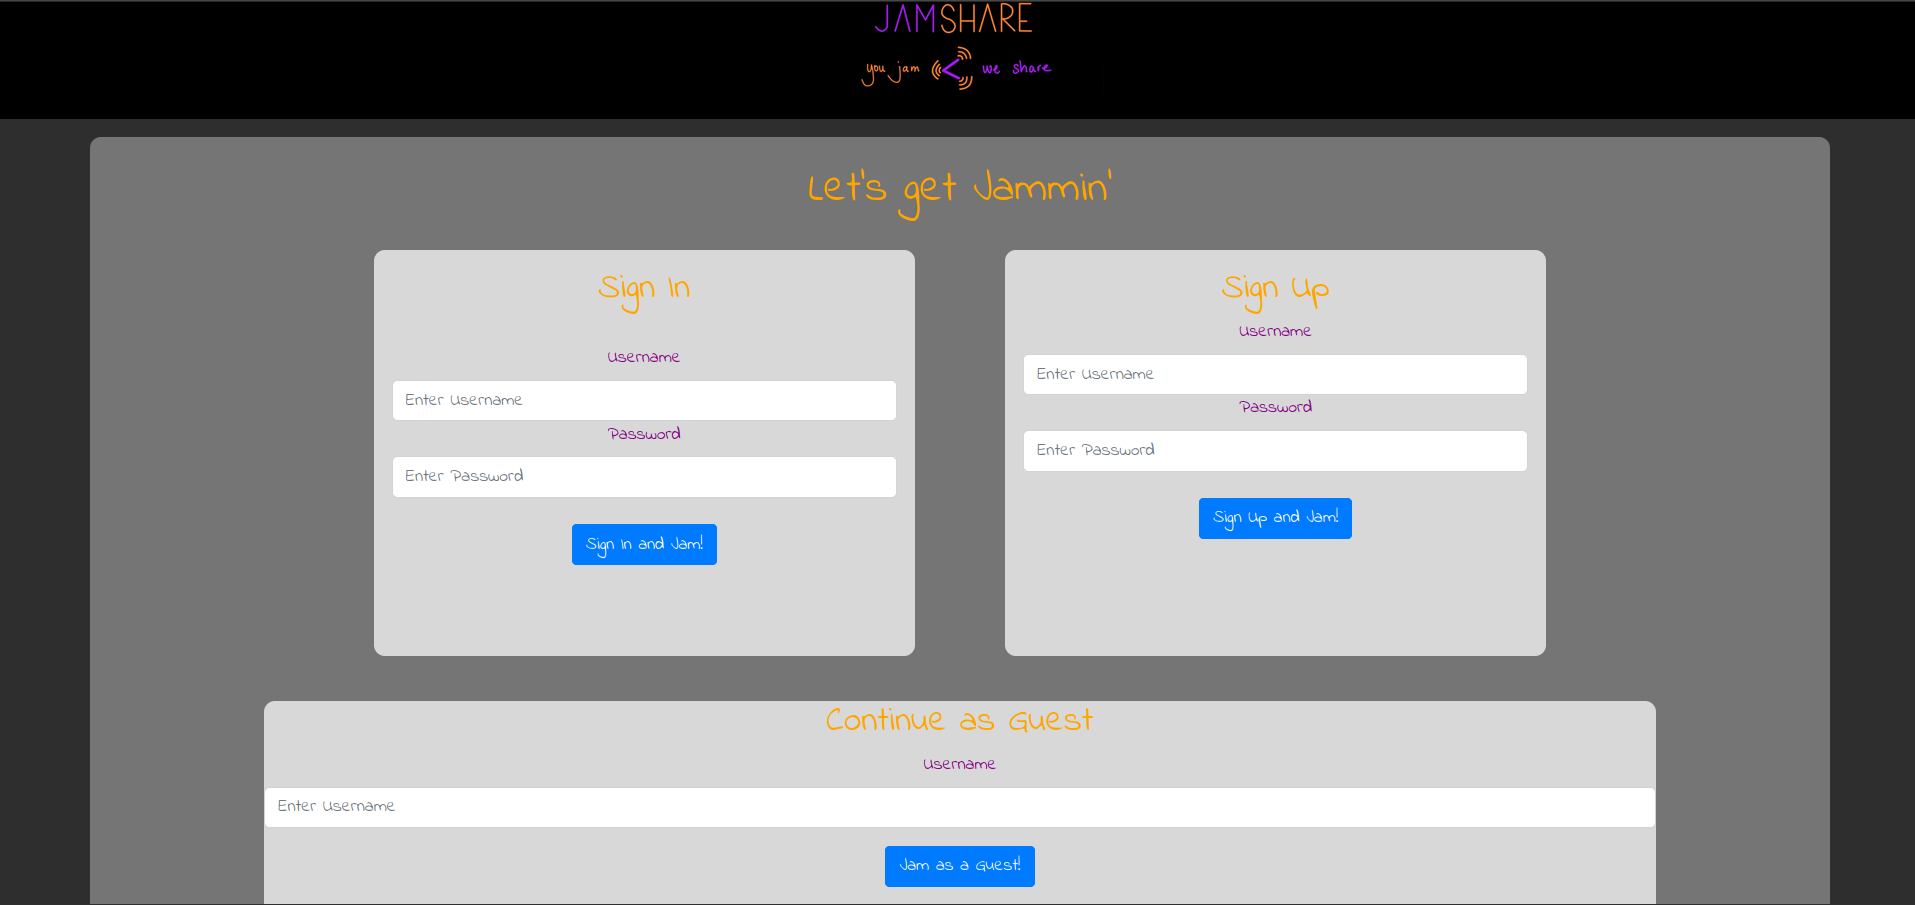 JAMSHARE
you jam we share
Let's get Jammin'
Sign In
Username
Enter Username
Password
Enter Password
Sign In and Jam!
Sign Up
Username
Enter Username
Password
Enter Password
Sign Up and Jam!
Continue as Guest
Username
Enter Username
Jam as a Guest!